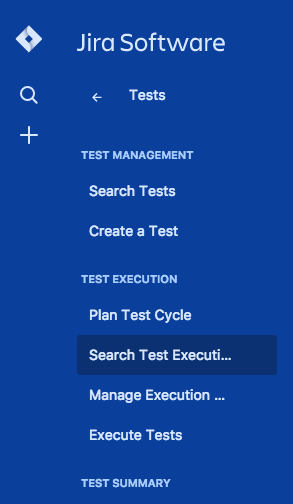 Jira Software
Tests
TEST MANAGEMENT
Search Tests
Create a Test
TEST EXECUTION
Plan Test Cycle
Search Test Executi...
Manage Execution ...
Execute Tests
TEST SUMMARY